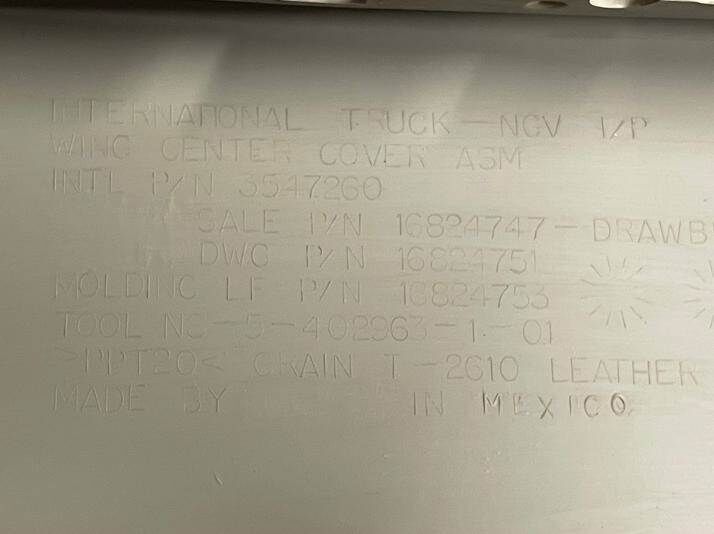 INTERNATIONAL TRUCK - NGV I/P
WING CENTER COVER ASM
INTL P/N 3547260
SALE P/N 16824747 - DRAWB
DWG P/N 16824751
MOLDING LF P/N 16824753
TOOL NO - 5 - 402963 - 1 - 01
>PPT20< GRAIN T - 2610 LEATHER
MADE BY IN MEXICO